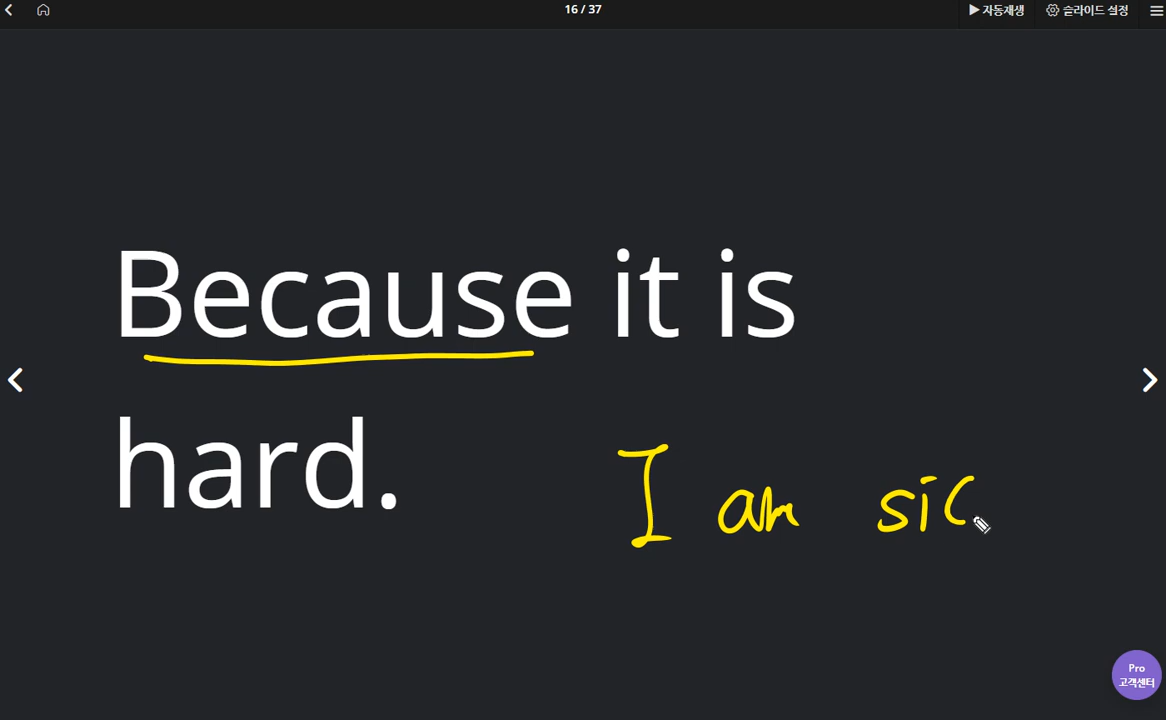 16 / 37
▶ 자동재생
슬라이드 설정
Because it is
hard.
I am sic
Pro
고객센터